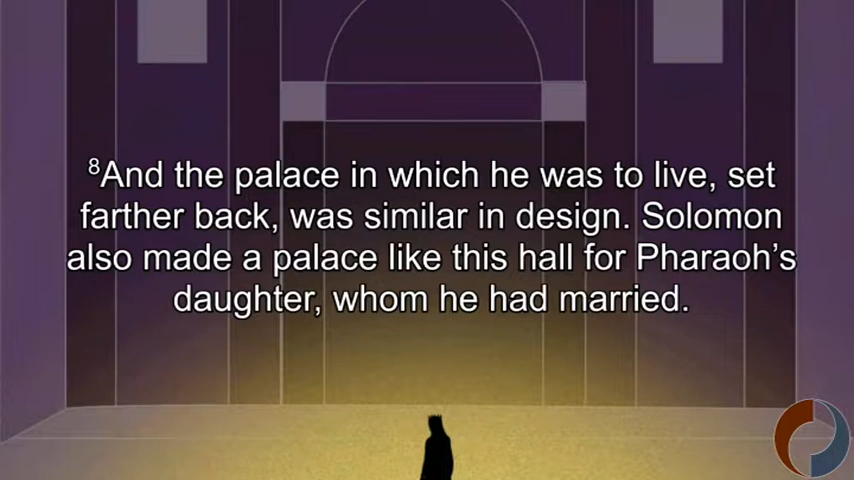 ⁸And the palace in which he was to live, set
farther back, was similar in design. Solomon
also made a palace like this hall for Pharaoh’s
daughter, whom he had married.